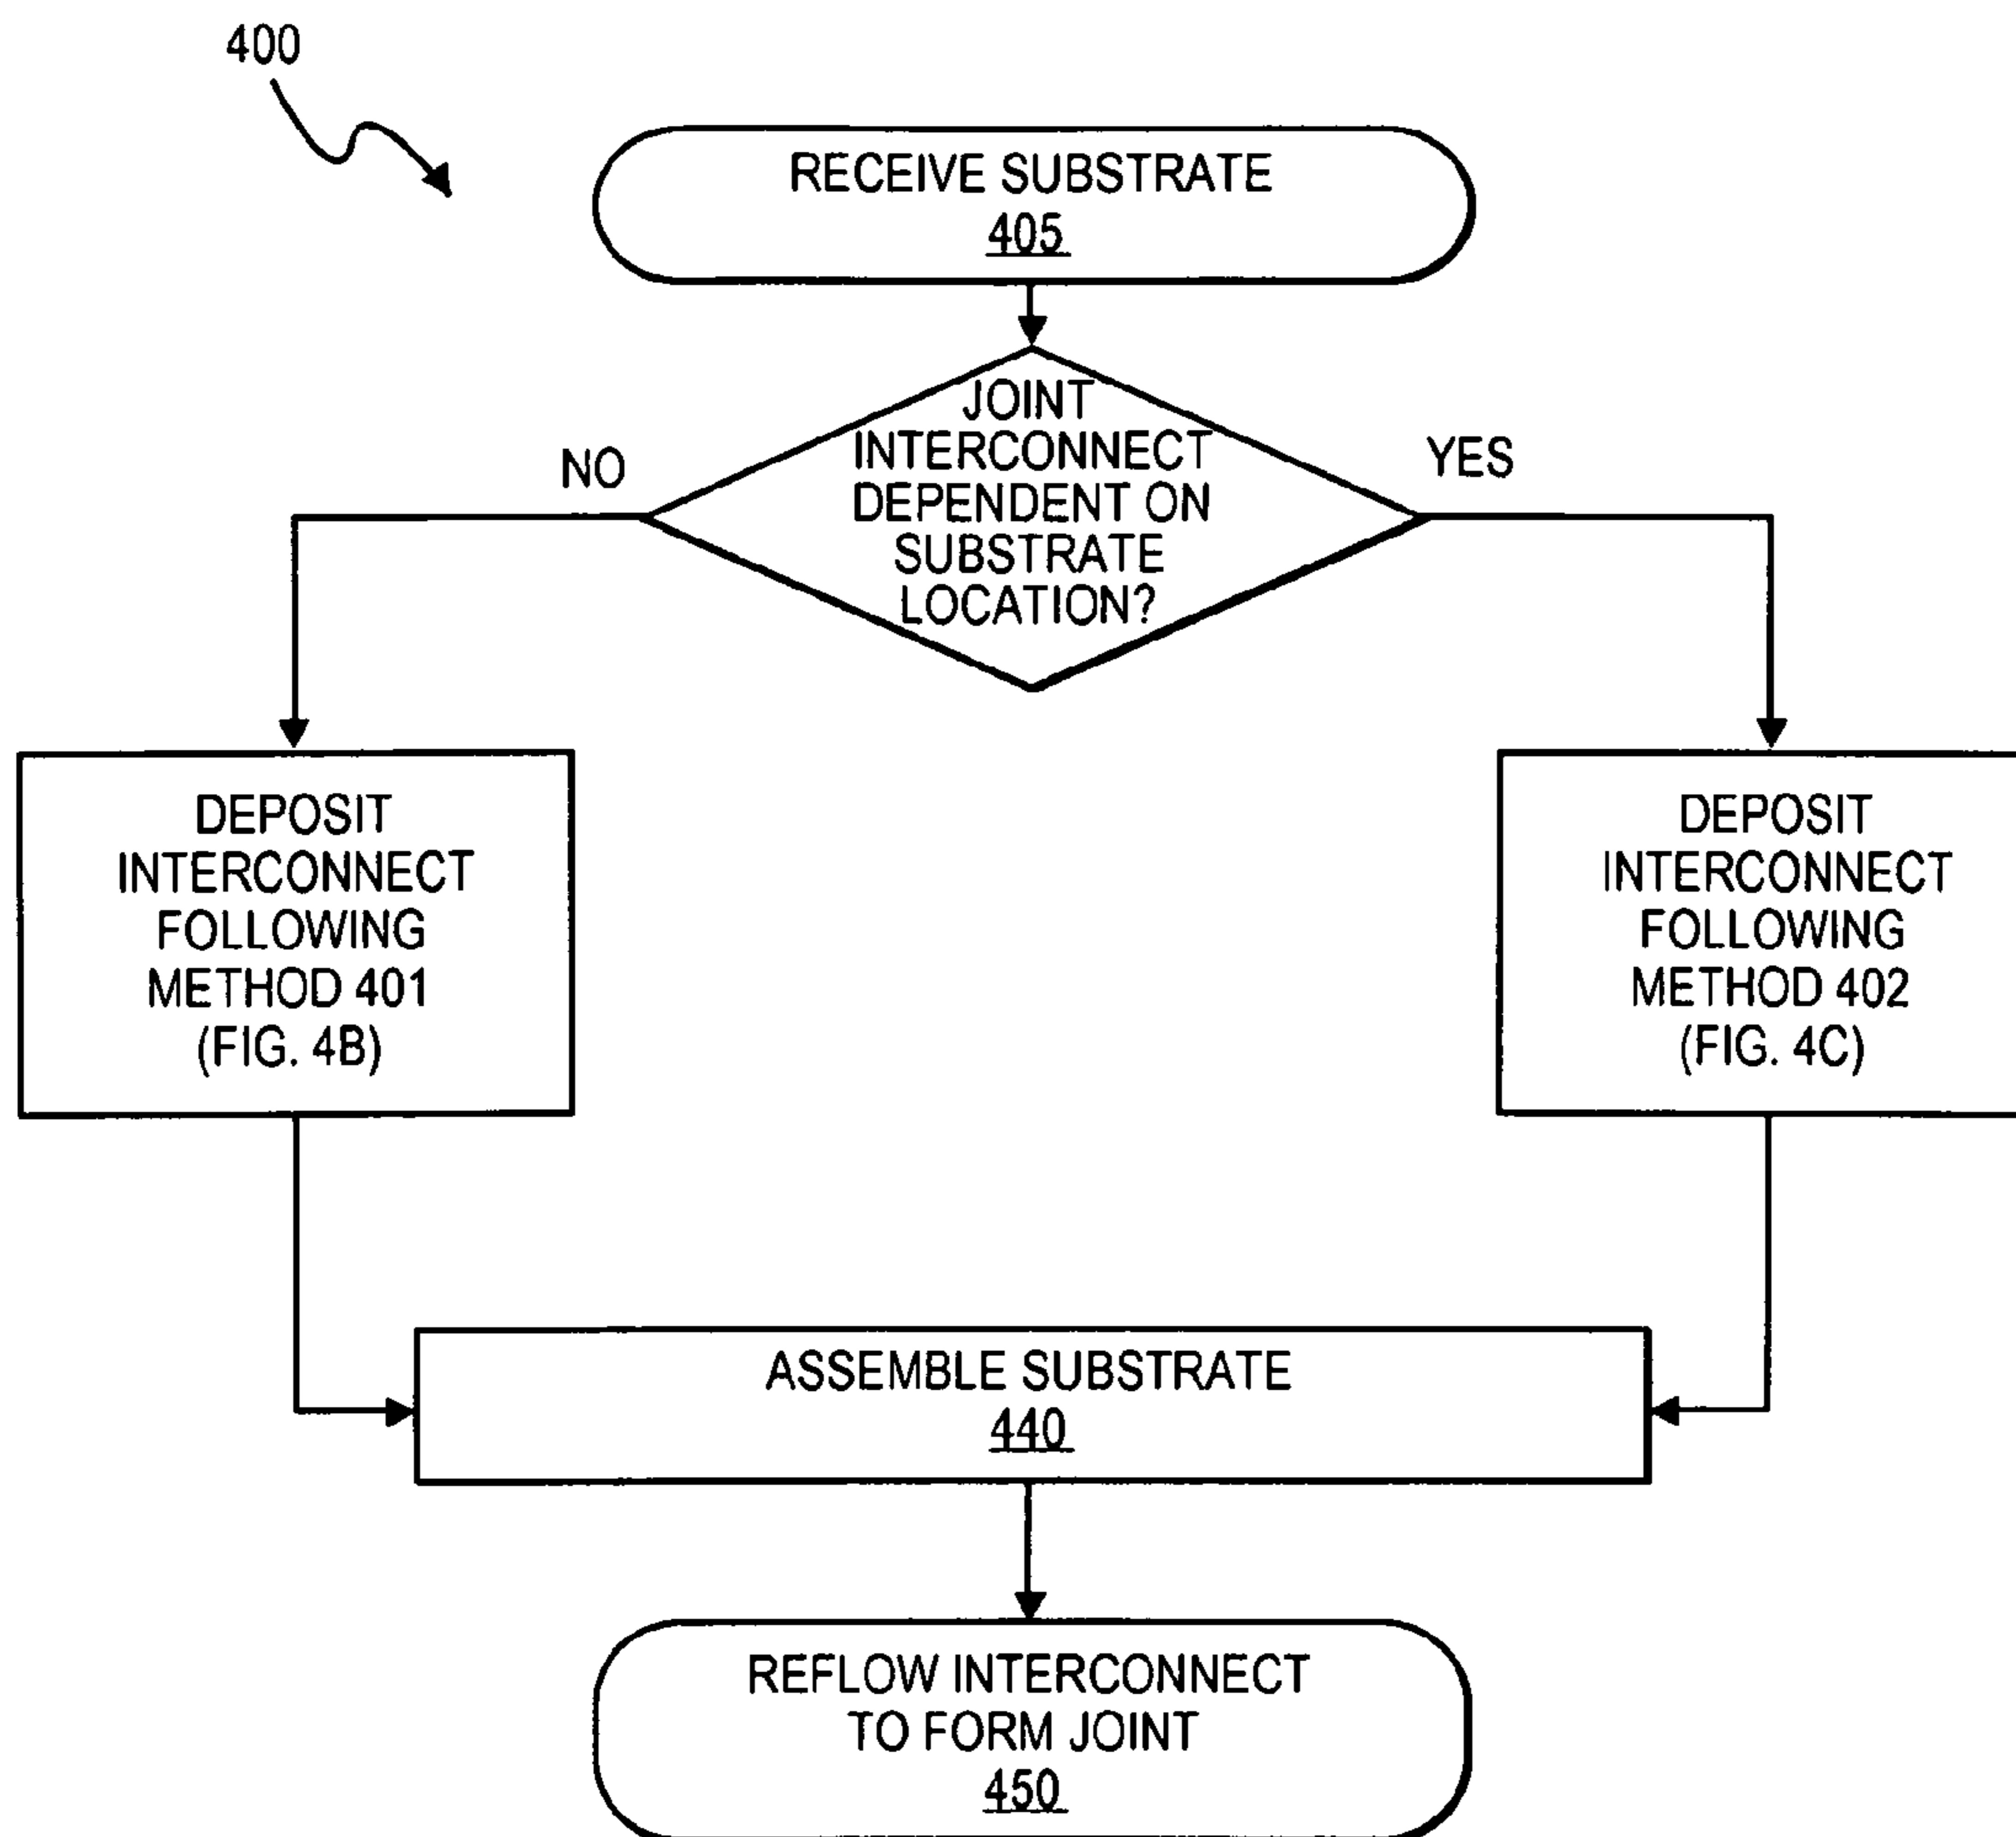 400
RECEIVE SUBSTRATE
405
JOINT
INTERCONNECT
DEPENDENT ON
SUBSTRATE
LOCATION?
NO
YES
DEPOSIT
INTERCONNECT
FOLLOWING
METHOD 401
(FIG. 4B)
DEPOSIT
INTERCONNECT
FOLLOWING
METHOD 402
(FIG. 4C)
ASSEMBLE SUBSTRATE
440
REFLOW INTERCONNECT
TO FORM JOINT
450